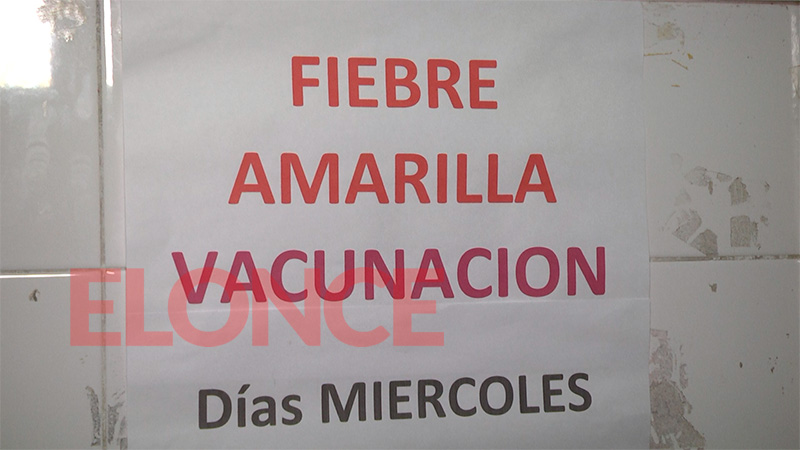 FIEBRE
AMARILLA
VACUNACION
ELONCE
Días MIERCOLES